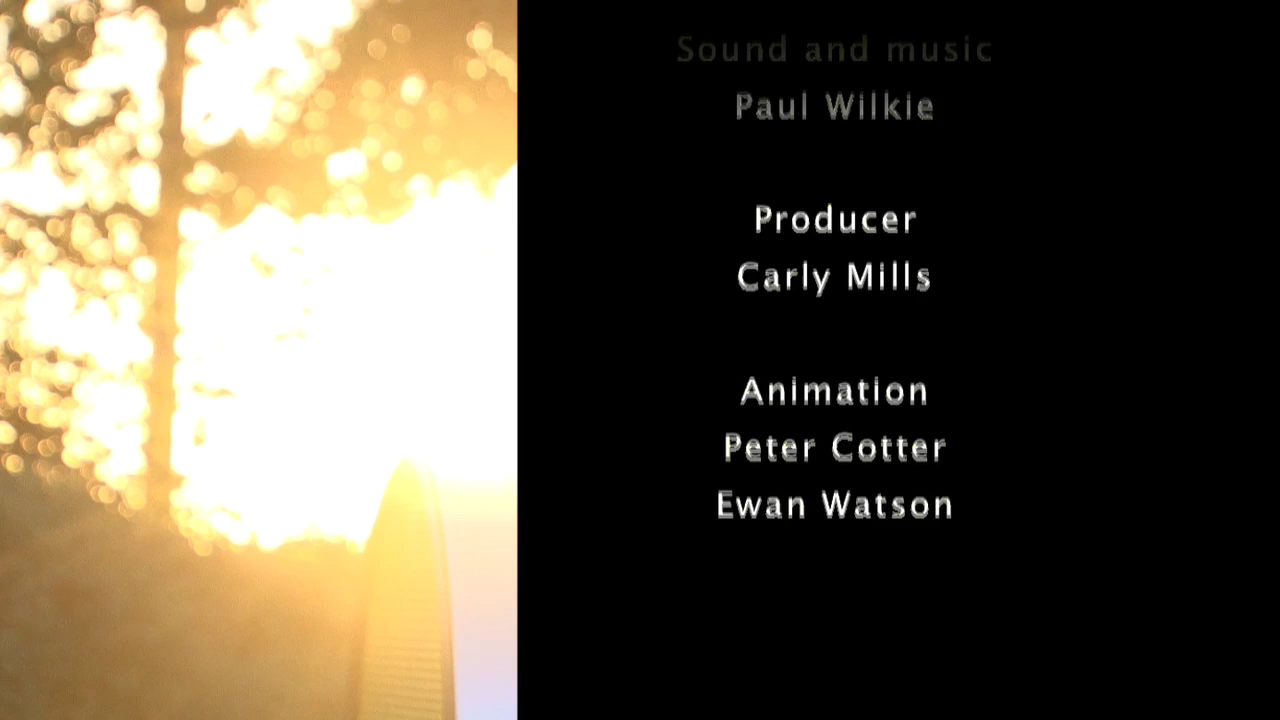 Sound and music
Paul Wilkie
Producer
Carly Mills
Animation
Peter Cotter
Ewan Watson